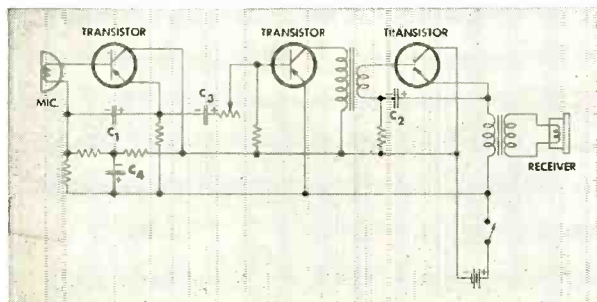 TRANSISTOR
TRANSISTOR
TRANSISTOR
MIC.
C3
C1
C2
C4
RECEIVER